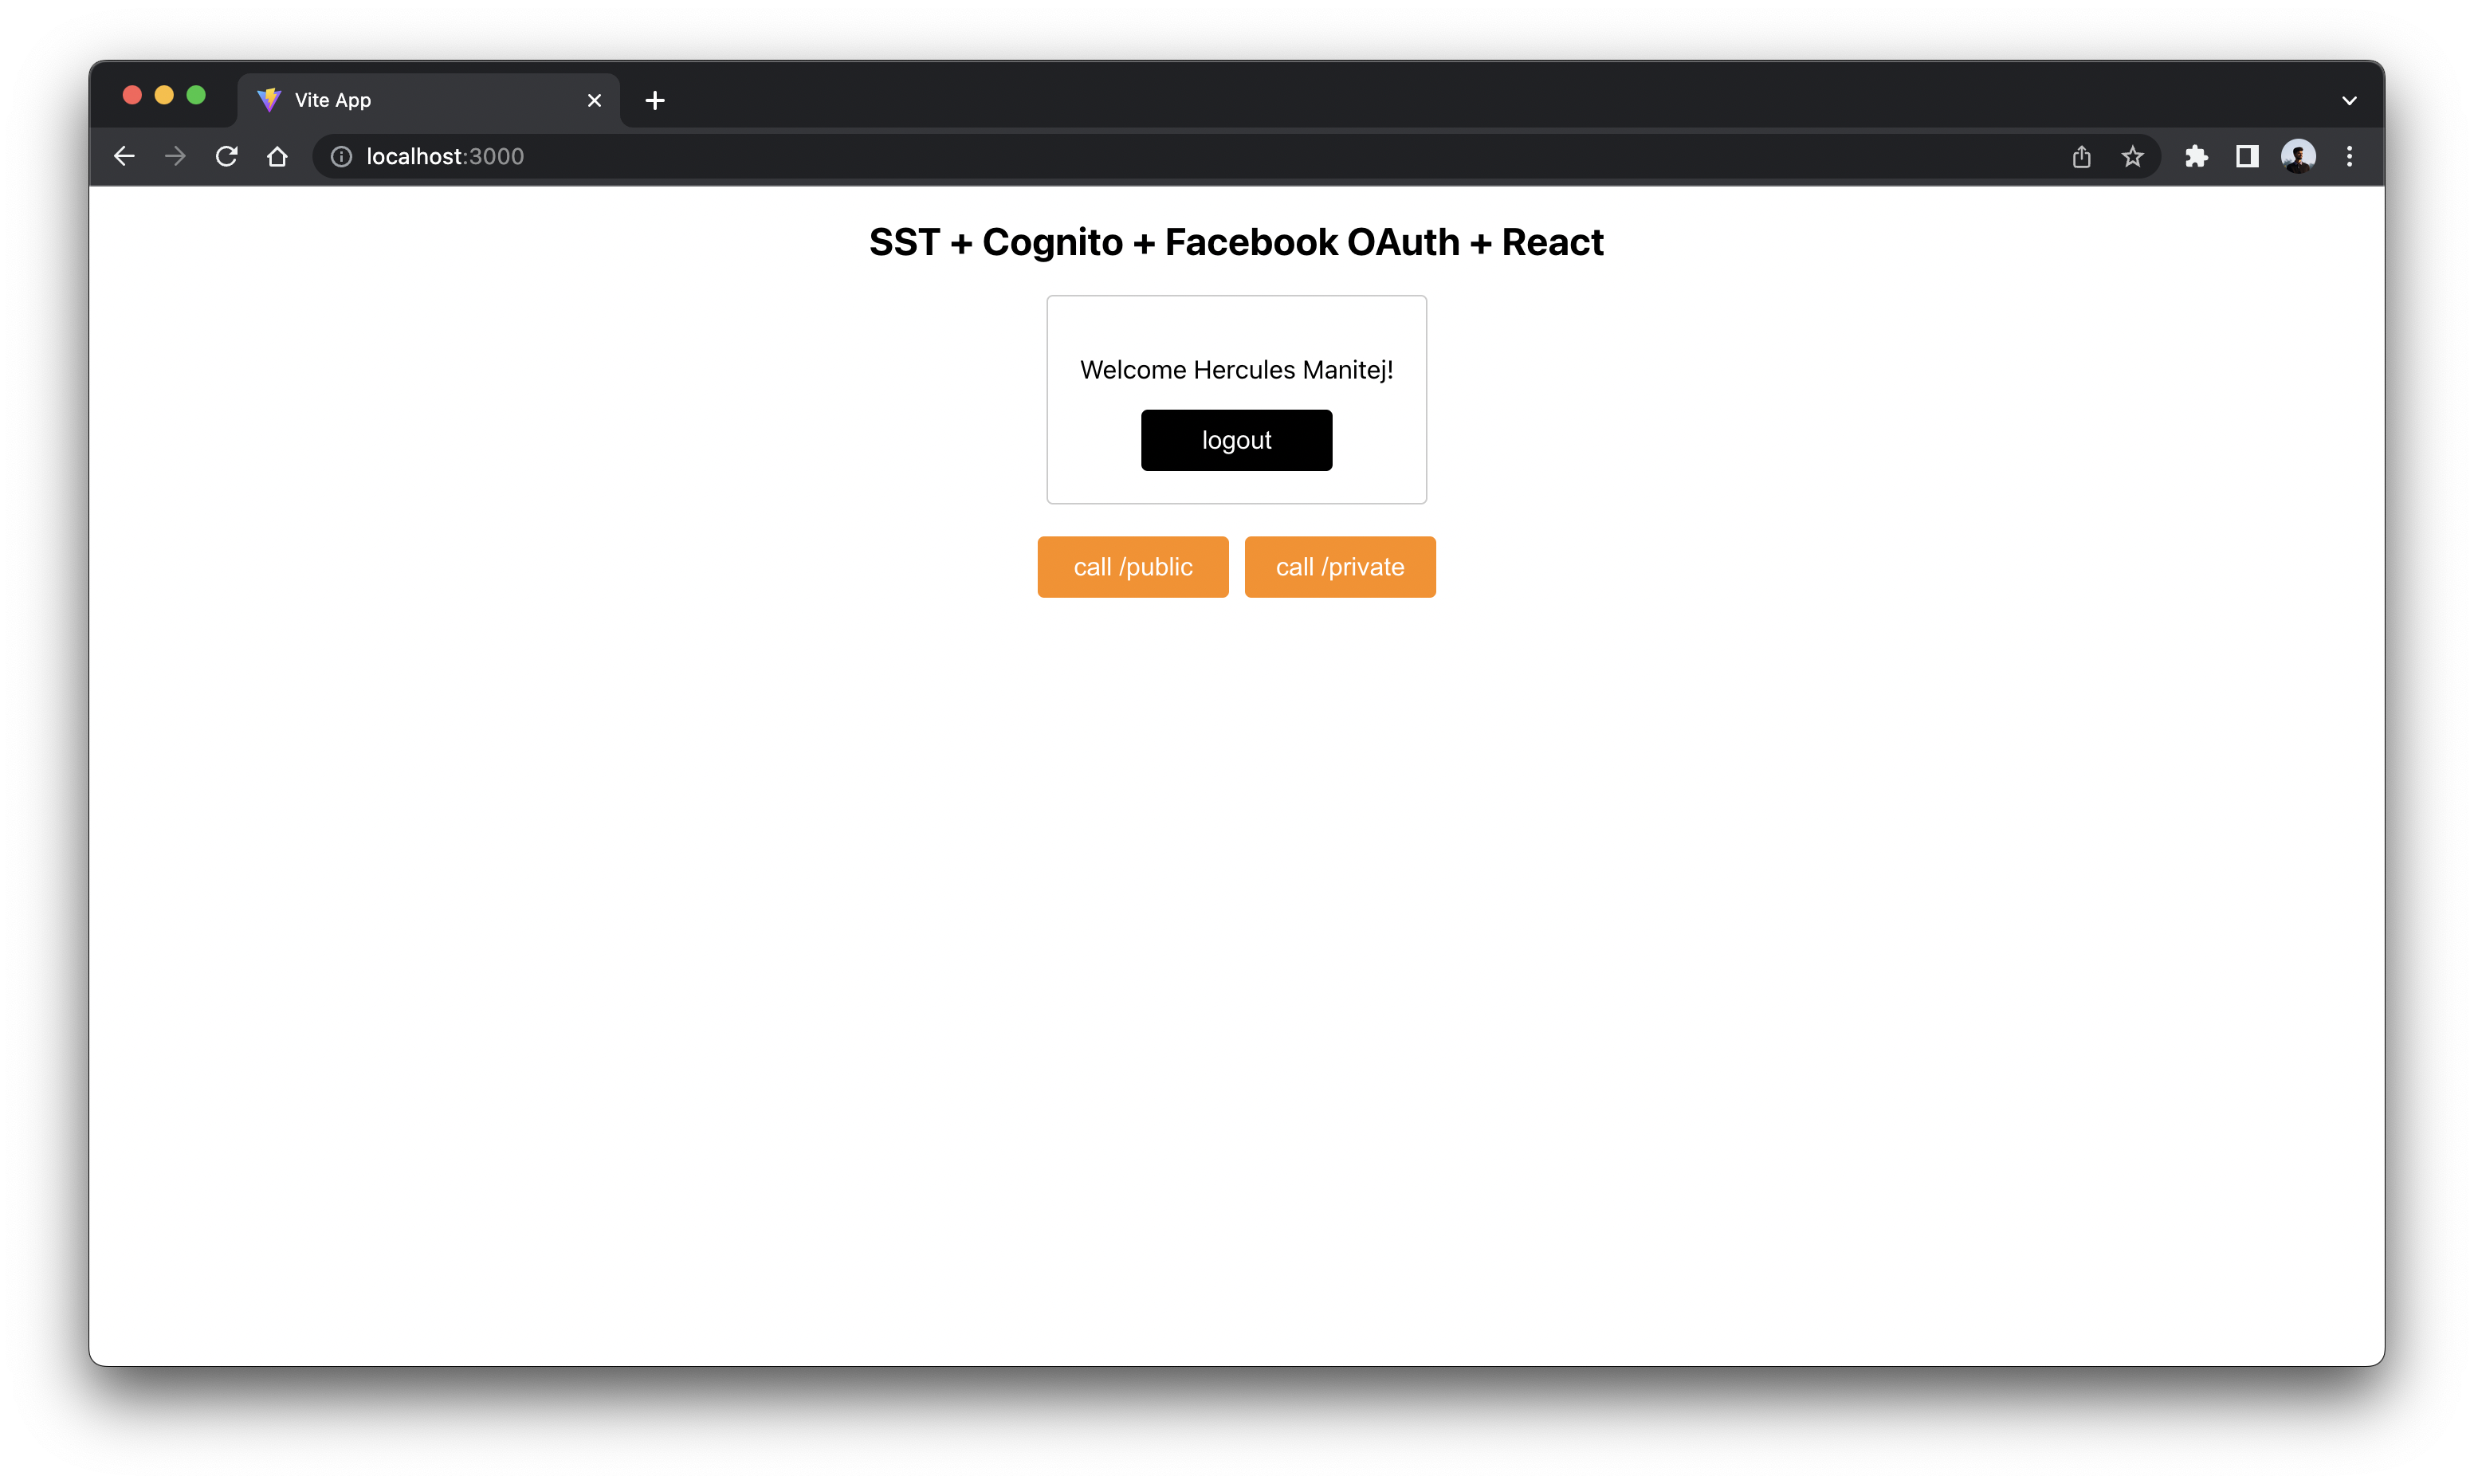 Vite App
localhost:3000
SST + Cognito + Facebook OAuth + React
Welcome Hercules Manitej!
logout
call /public call /private